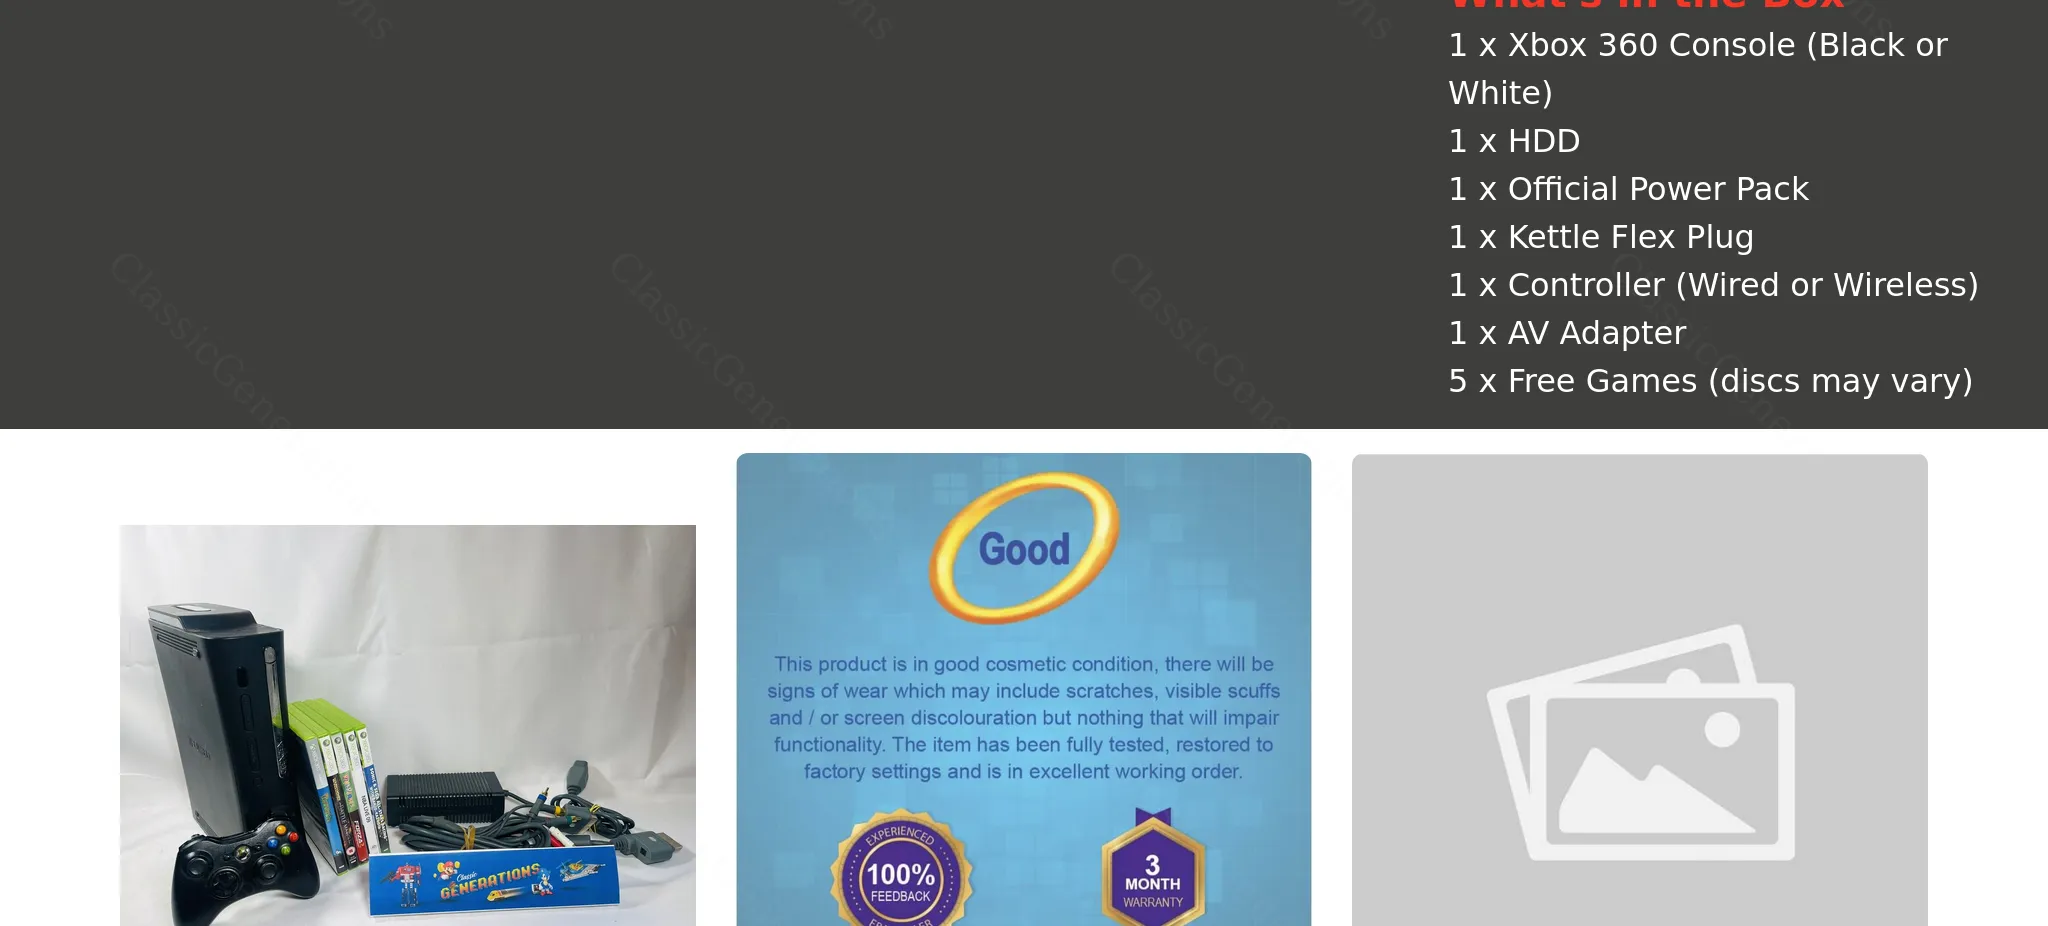 What's in the Box
1 x Xbox 360 Console (Black or
White)
1 x HDD
1 x Official Power Pack
1 x Kettle Flex Plug
1 x Controller (Wired or Wireless)
1 x AV Adapter
5 x Free Games (discs may vary)
Good
This product is in good cosmetic condition, there will be
signs of wear which may include scratches, visible scuffs
and / or screen discolouration but nothing that will impair
functionality. The item has been fully tested, restored to
factory settings and is in excellent working order.
EXPERIENCED
100%
FEEDBACK
3
MONTH
WARRANTY
Classic
GENERATIONS